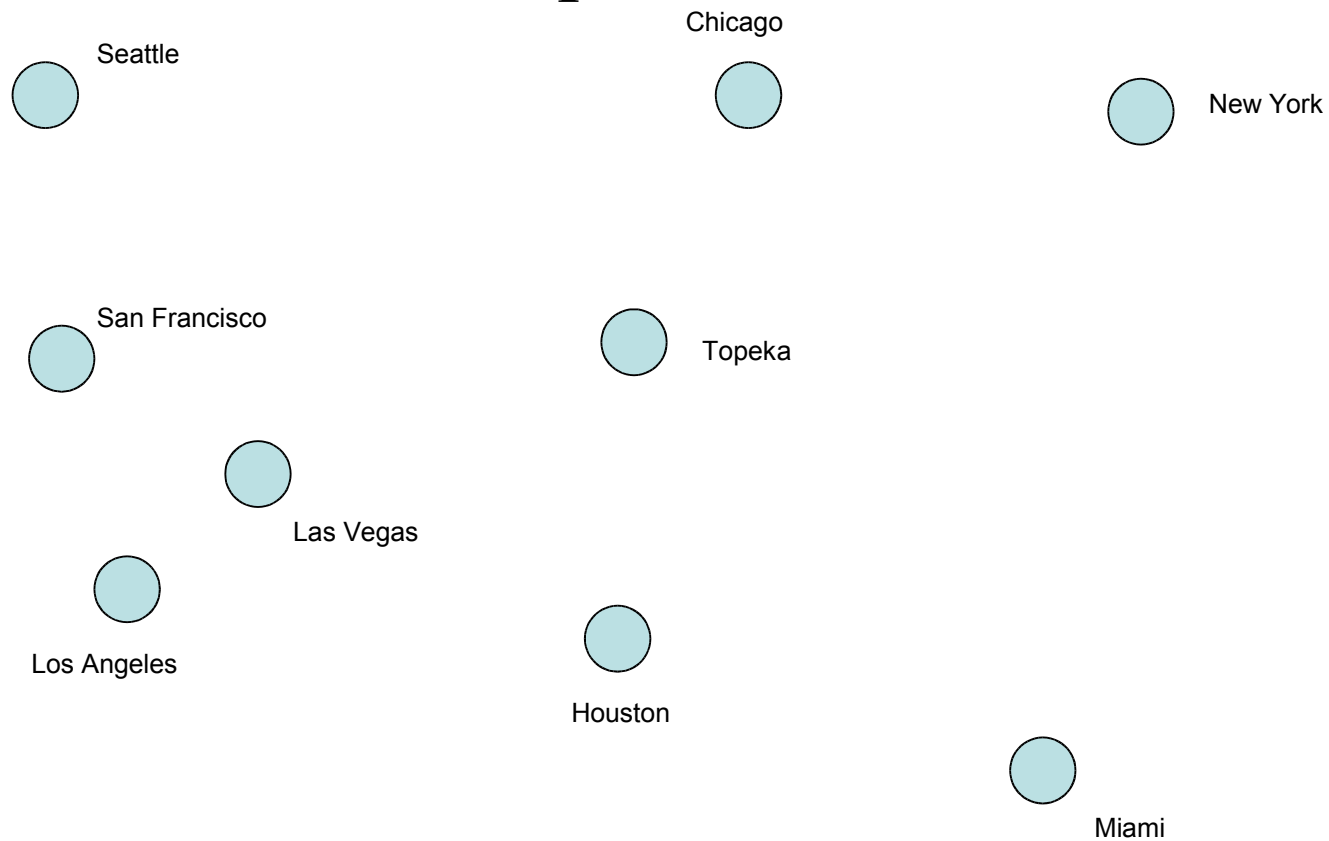 Chicago
Seattle
New York
San Francisco
Topeka
Las Vegas
Los Angeles
Houston
Miami